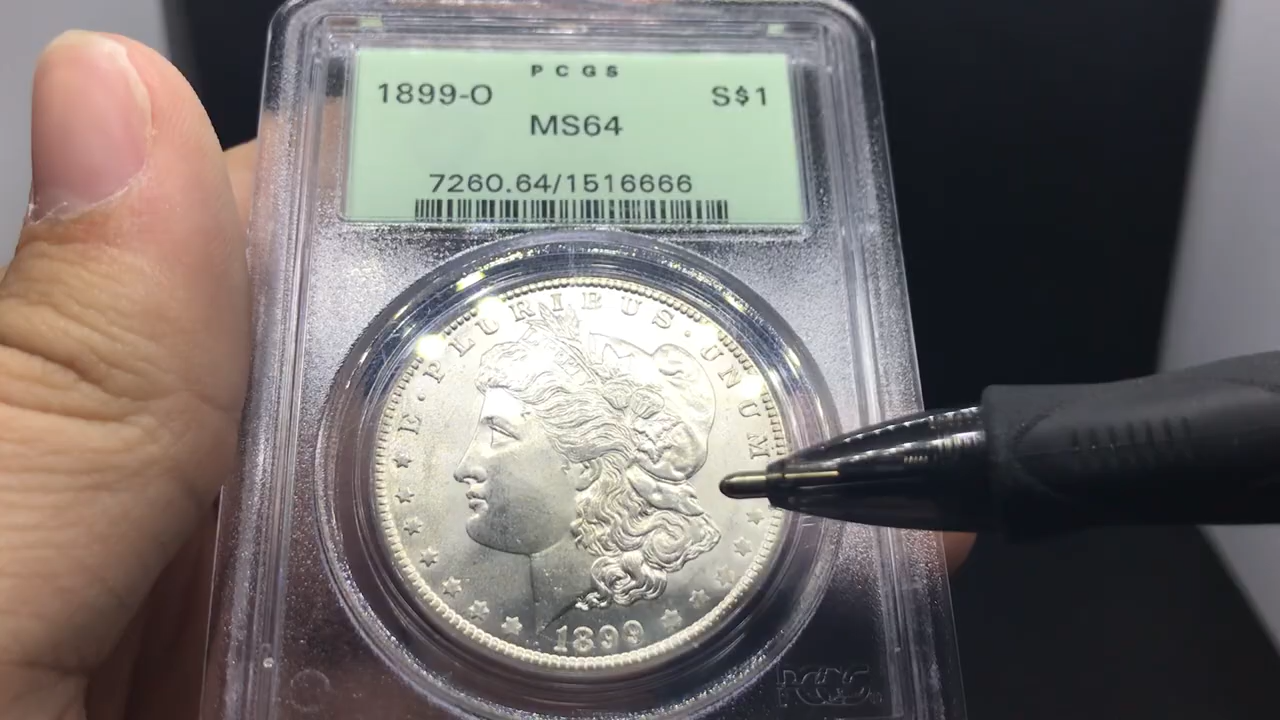 PCGS
1899-O S$1
MS64
7260.64/1516666
E · PLURIBUS · UNUM
1899
PCGS